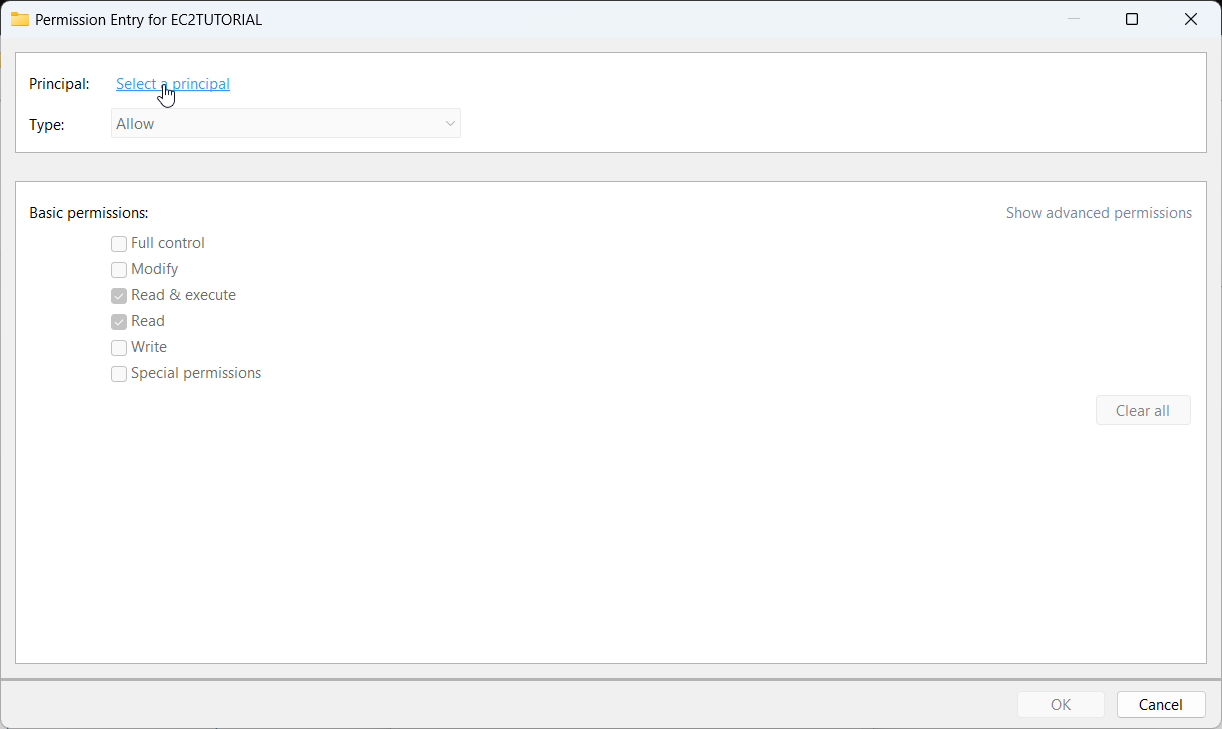 Permission Entry for EC2TUTORIAL
Principal: Select a principal
Type: Allow
Basic permissions: Show advanced permissions
Full control
Modify
Read & execute
Read
Write
Special permissions
Clear all
OK Cancel